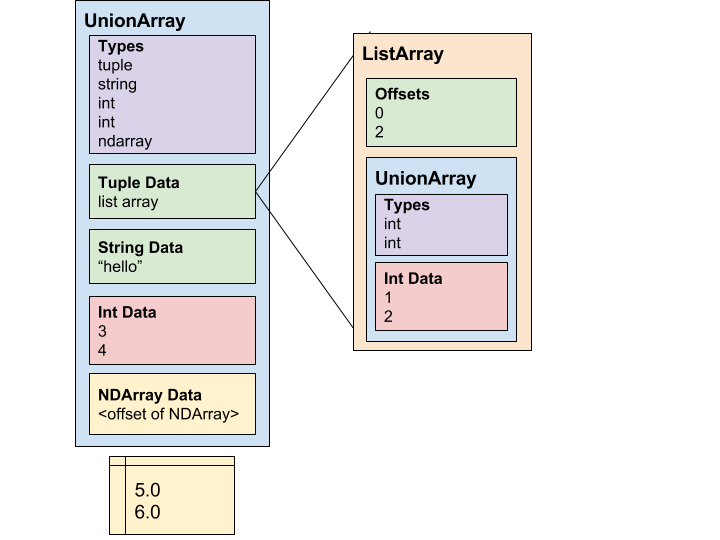 UnionArray
Types
tuple
string
int
int
ndarray
Tuple Data
list array
String Data
“hello”
Int Data
3
4
NDArray Data
<offset of NDArray>
5.0
6.0
ListArray
Offsets
0
2
UnionArray
Types
int
int
Int Data
1
2